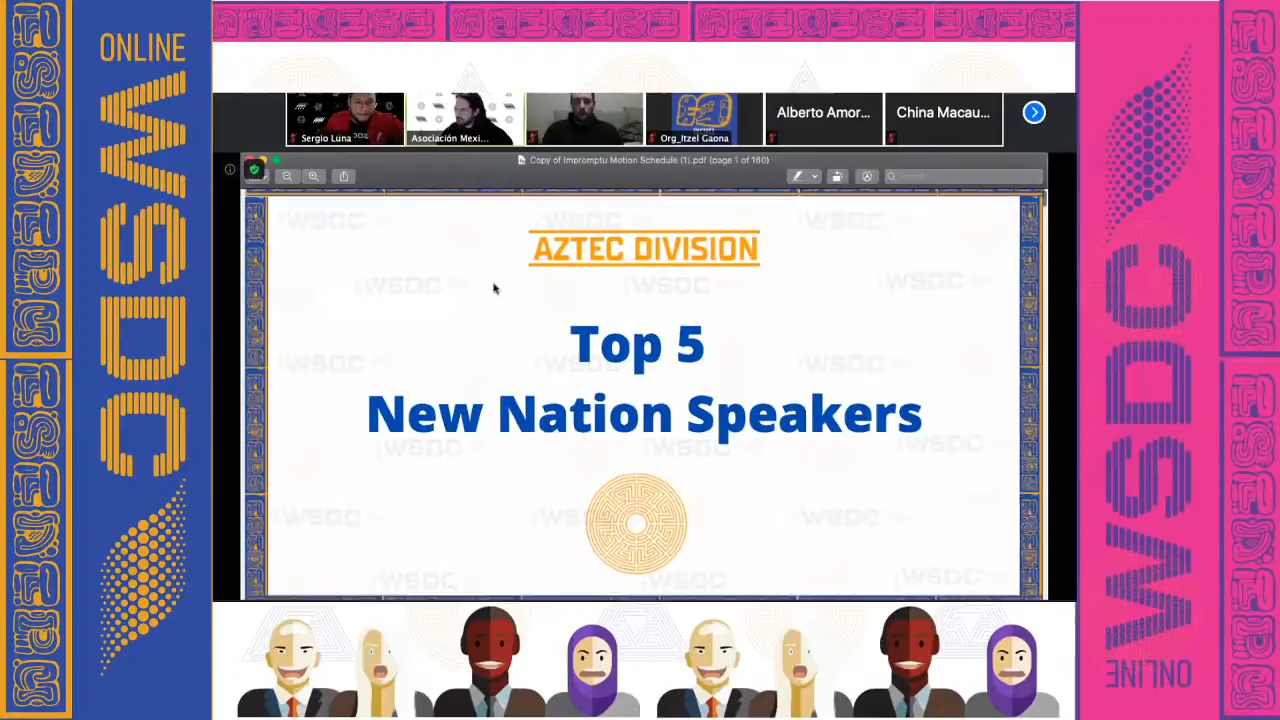 ONLINE
WSDC
Sergio Luna
Asociación Mexi...
Org_Itzel Gaona
Alberto Amor...
China Macau...
Copy of Impromptu Motion Schedule (1).pdf (page 1 of 160)
Search
AZTEC DIVISION
Top 5
New Nation Speakers
WSDC
ONLINE